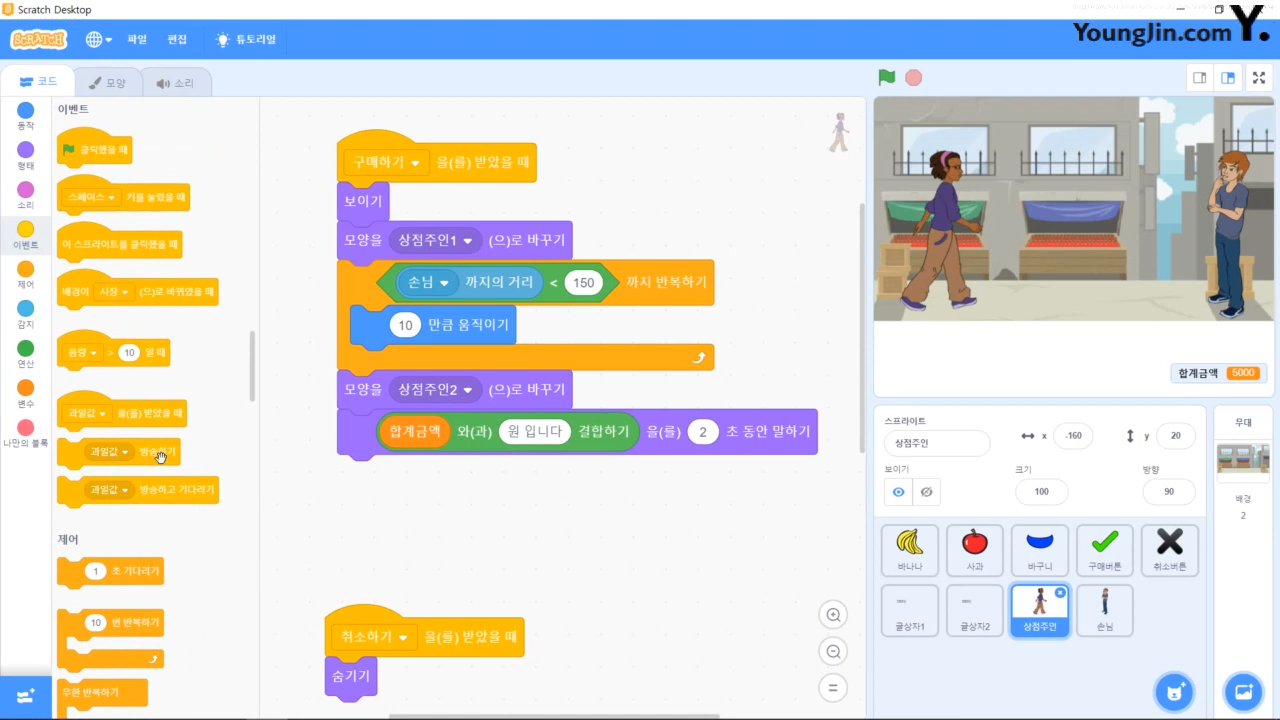 Scratch Desktop
YoungJin.com Y.
SCRATCH
파일
편집
튜토리얼
코드
모양
소리
동작
형태
소리
이벤트
제어
감지
연산
변수
나만의 블록
이벤트
클릭했을 때
스페이스 키를 눌렀을 때
이 스프라이트를 클릭했을 때
배경이 시장 (으)로 바뀌었을 때
음량 > 10 일 때
과일값 을(를) 받았을 때
과일값 방송하기
과일값 방송하고 기다리기
제어
1 초 기다리기
10 번 반복하기
무한 반복하기
구매하기 을(를) 받았을 때
보이기
모양을 상점주인1 (으)로 바꾸기
손님 까지의 거리 < 150 까지 반복하기
10 만큼 움직이기
모양을 상점주인2 (으)로 바꾸기
합계금액 와(과) 원 입니다 결합하기 을(를) 2 초 동안 말하기
취소하기 을(를) 받았을 때
숨기기
합계금액 5000
스프라이트
상점주인
x -160
y 20
보이기
크기
100
방향
90
바나나
사과
바구니
구매버튼
취소버튼
글상자1
글상자2
상점주인
손님
무대
배경
2